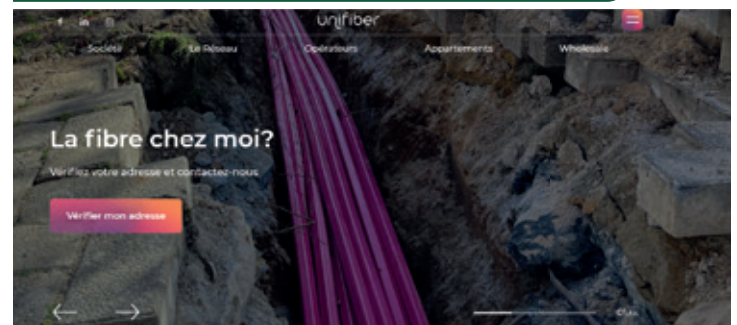 unifiber
Société Le Réseau Opérateurs Appartements Wholesale
La fibre chez moi?
Vérifiez votre adresse et contactez-nous
Vérifier mon adresse